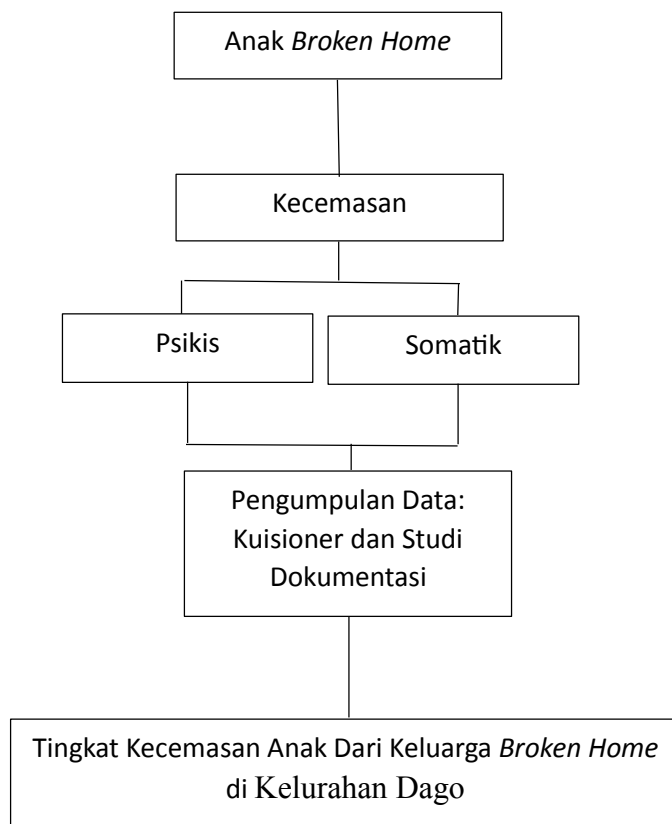 Anak Broken Home
Kecemasan
Psikis
Somatik
Pengumpulan Data:
Kuisioner dan Studi
Dokumentasi
Tingkat Kecemasan Anak Dari Keluarga Broken Home
di Kelurahan Dago